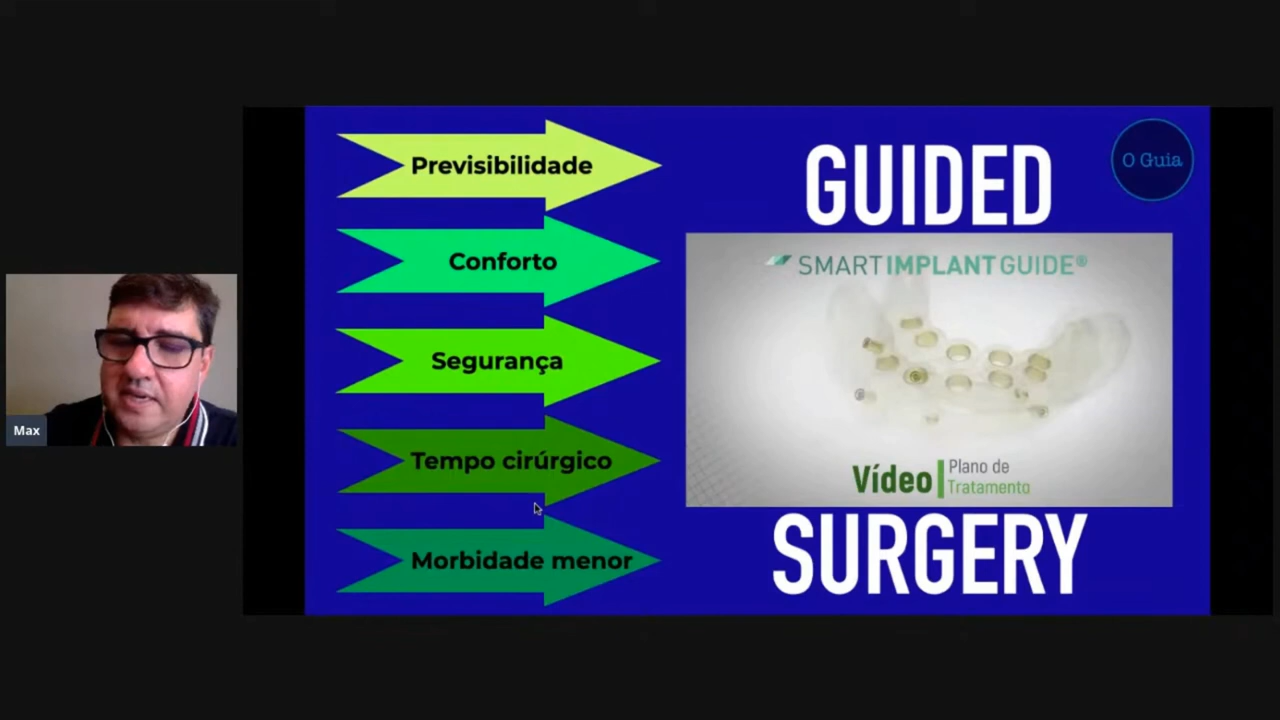 Max
Previsibilidade
Conforto
Segurança
Tempo cirúrgico
Morbidade menor
GUIDED
O Guia
SMARTIMPLANTGUIDE®
Vídeo
Plano de
Tratamento
SURGERY